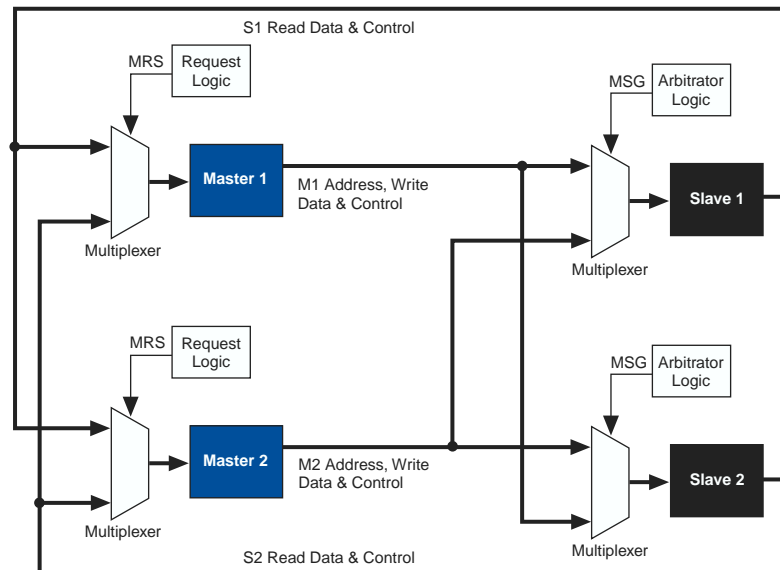 S1 Read Data & Control
MRS
Request
Logic
MSG
Arbitrator
Logic
Master 1
M1 Address, Write
Data & Control
Slave 1
Multiplexer
Multiplexer
MRS
Request
Logic
MSG
Arbitrator
Logic
Master 2
M2 Address, Write
Data & Control
Slave 2
Multiplexer
Multiplexer
S2 Read Data & Control